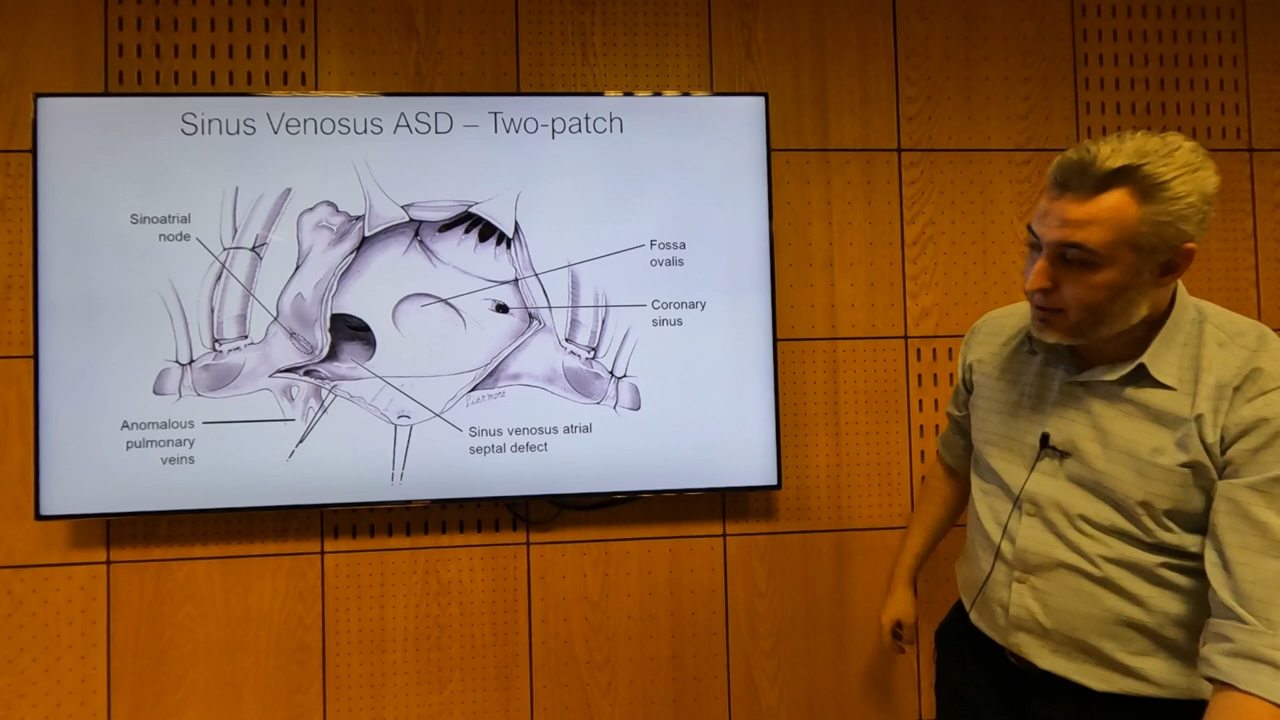 Sinus Venosus ASD – Two-patch
Sinoatrial
node
Fossa
ovalis
Coronary
sinus
Anomalous
pulmonary
veins
Sinus venosus atrial
septal defect